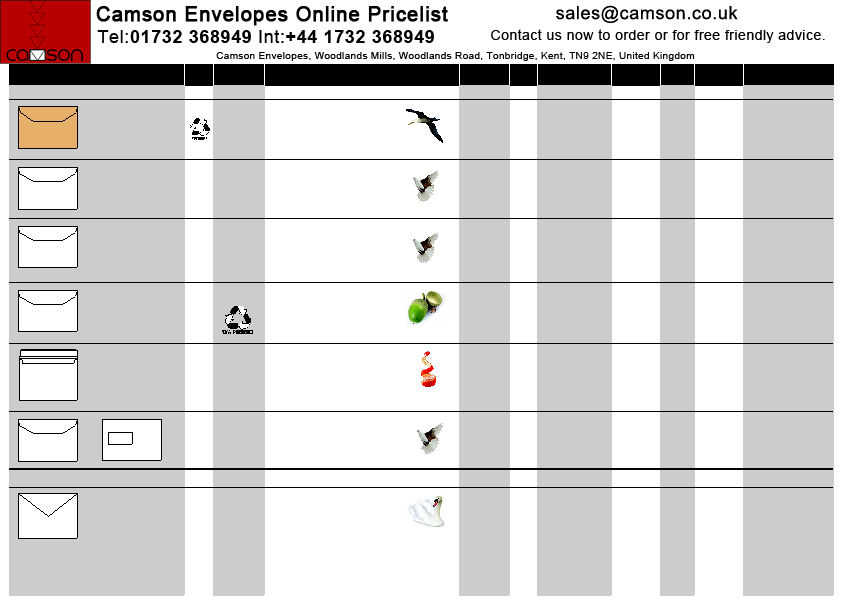 camson
Camson Envelopes Online Pricelist
Tel:01732 368949 Int:+44 1732 368949
sales@camson.co.uk
Contact us now to order or for free friendly advice.
Camson Envelopes, Woodlands Mills, Woodlands Road, Tonbridge, Kent, TN9 2NE, United Kingdom